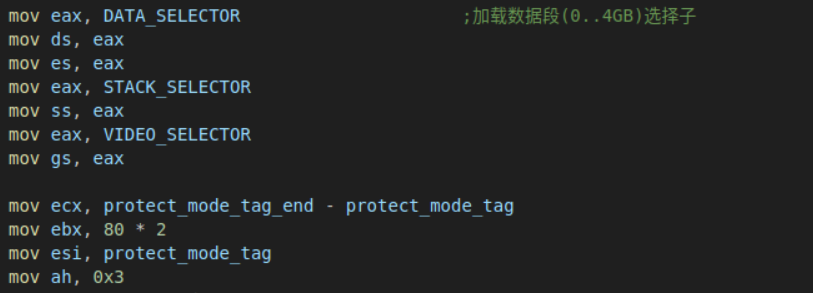 mov eax, DATA_SELECTOR ;加载数据段(0..4GB)选择子
mov ds, eax
mov es, eax
mov eax, STACK_SELECTOR
mov ss, eax
mov eax, VIDEO_SELECTOR
mov gs, eax
mov ecx, protect_mode_tag_end - protect_mode_tag
mov ebx, 80 * 2
mov esi, protect_mode_tag
mov ah, 0x3